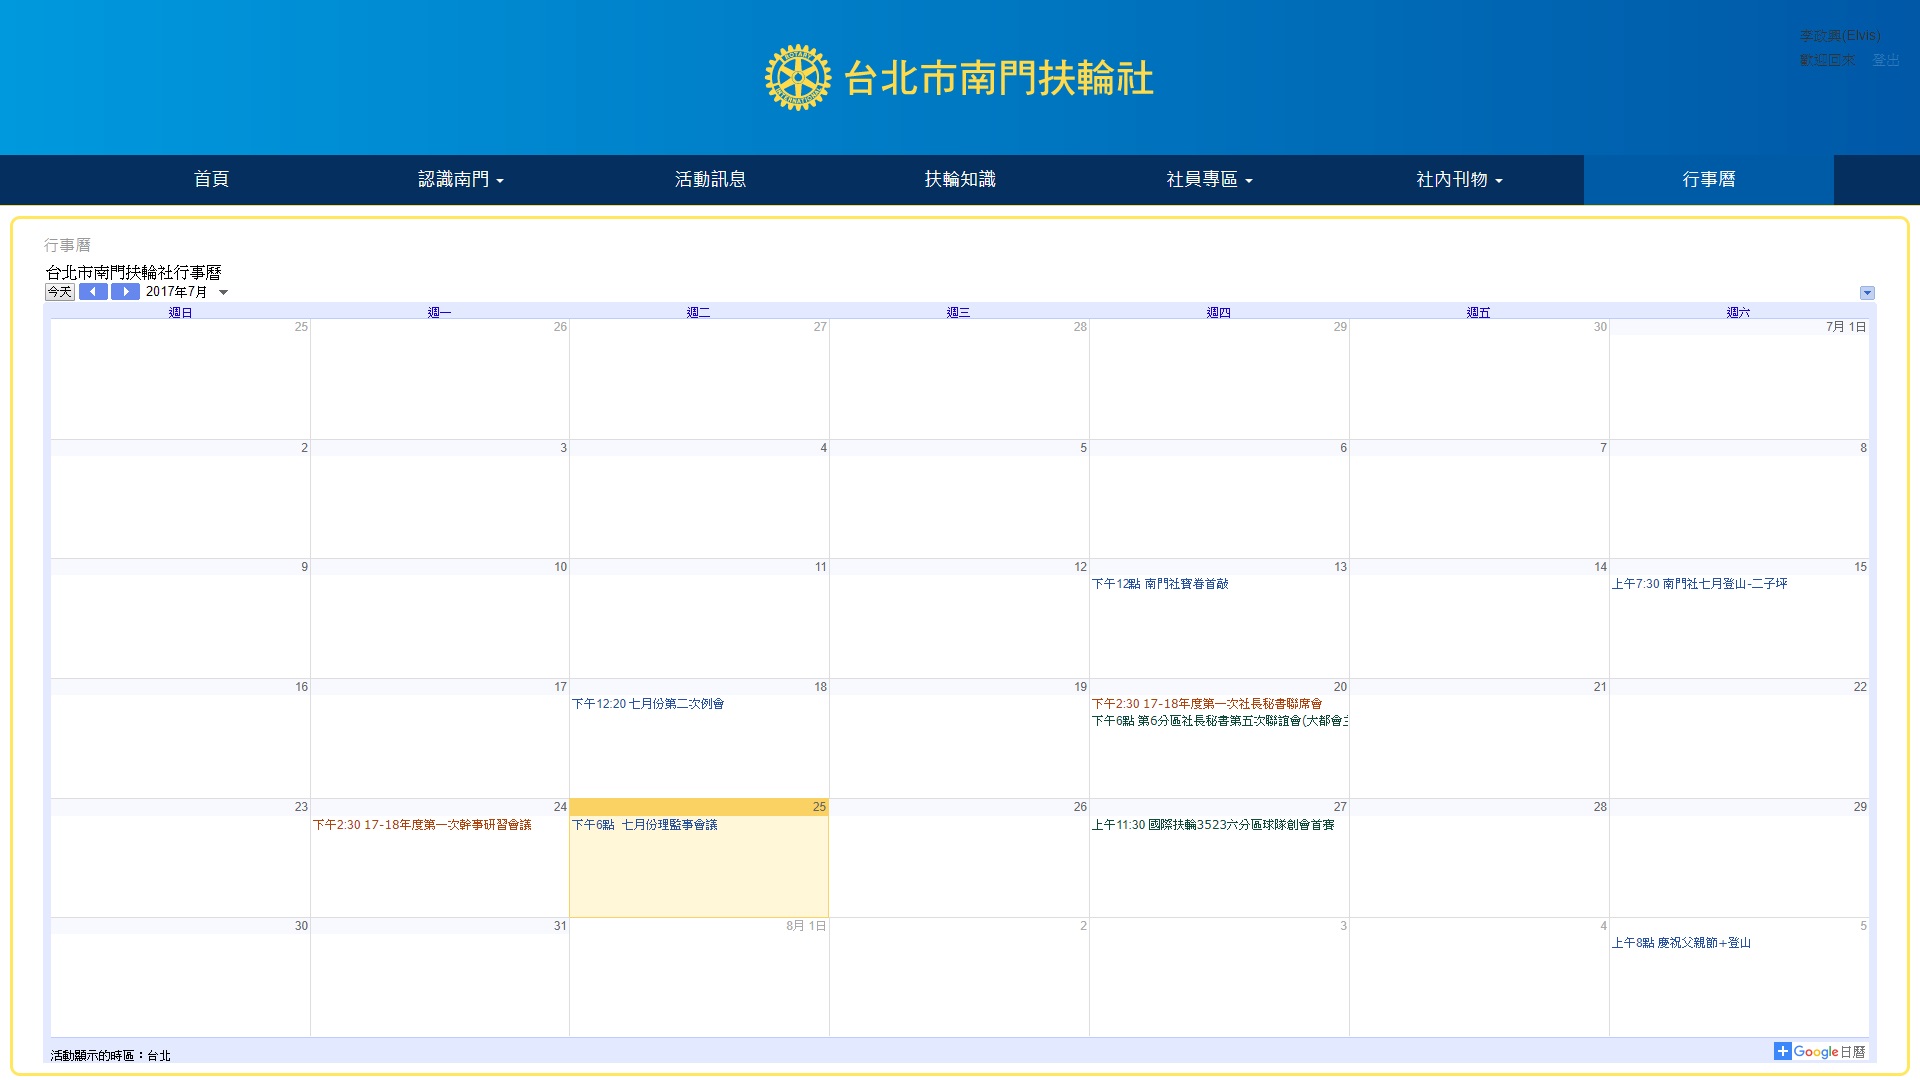 李政興(Elvis)
歡迎回來 登出
ROTARY INTERNATIONAL
台北市南門扶輪社
首頁 認識南門 活動訊息 扶輪知識 社員專區 社內刊物 行事曆
行事曆
台北市南門扶輪社行事曆
今天 2017年7月
週日 週一 週二 週三 週四 週五 週六
25 26 27 28 29 30 7月 1日
2 3 4 5 6 7 8
9 10 11 12 13 14 15
下午12點 南門社寶眷首敲 上午7:30 南門社七月登山-二子坪
16 17 18 19 20 21 22
下午12:20 七月份第二次例會 下午2:30 17-18年度第一次社長秘書聯席會
下午6點 第6分區社長秘書第五次聯誼會(大都會主
23 24 25 26 27 28 29
下午2:30 17-18年度第一次幹事研習會議 下午6點 七月份理監事會議 上午11:30 國際扶輪3523六分區球隊創會首賽
30 31 8月 1日 2 3 4 5
上午8點 慶祝父親節+登山
活動顯示的時區：台北
Google日曆